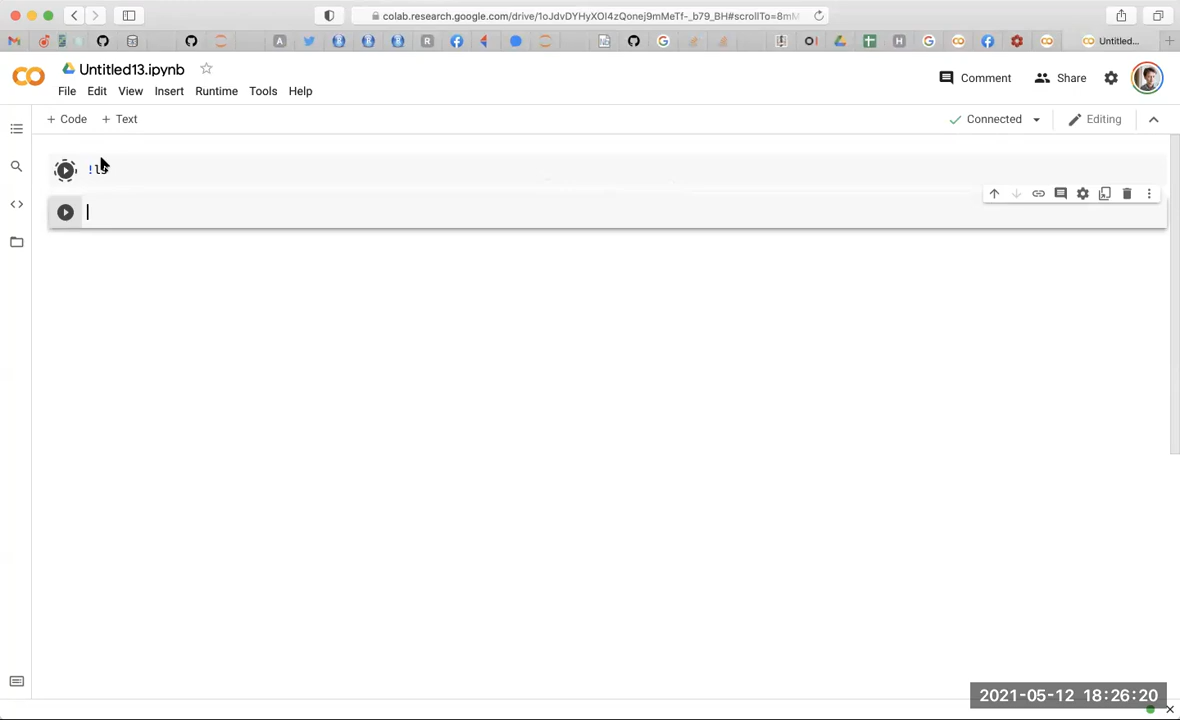 colab.research.google.com/drive/1oJdvDYHyXOI4zQonej9mMeTf-_b79_BH#scrollTo=8mM
A
R
H
Untitled...
Untitled13.ipynb
File Edit View Insert Runtime Tools Help
Comment
Share
+ Code + Text
Connected
Editing
!ls
2021-05-12 18:26:20